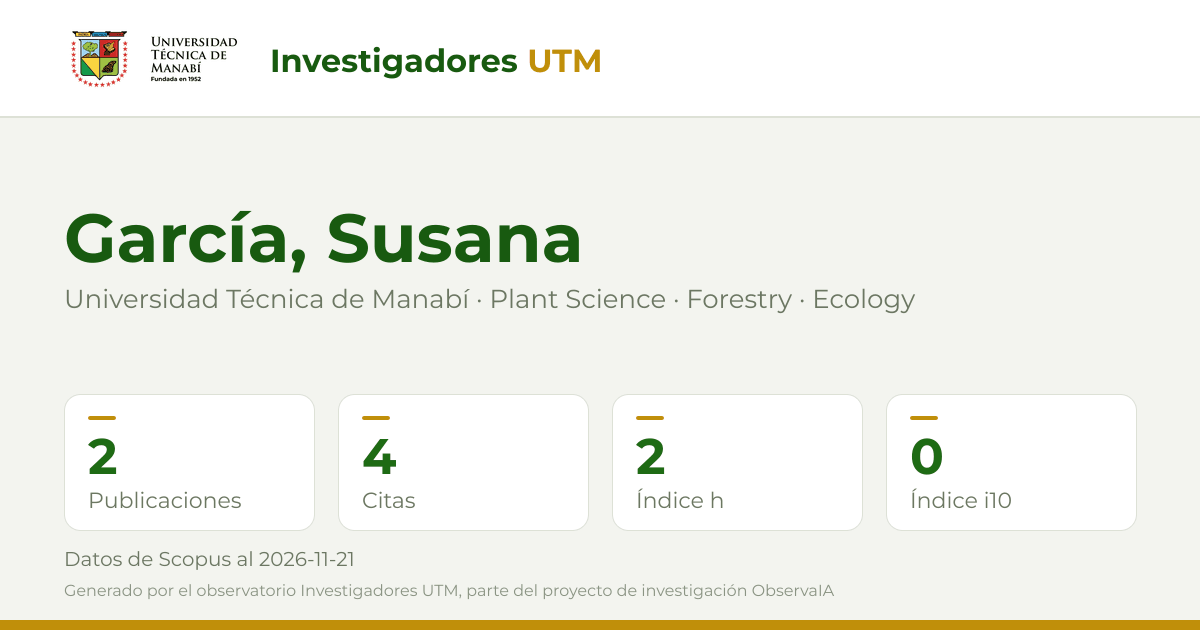 UNIVERSIDAD
TÉCNICA DE
MANABÍ
Fundada en 1952
Investigadores UTM
García, Susana
Universidad Técnica de Manabí · Plant Science · Forestry · Ecology
2
Publicaciones
4
Citas
2
Índice h
0
Índice i10
Datos de Scopus al 2026-11-21
Generado por el observatorio Investigadores UTM, parte del proyecto de investigación ObservaIA